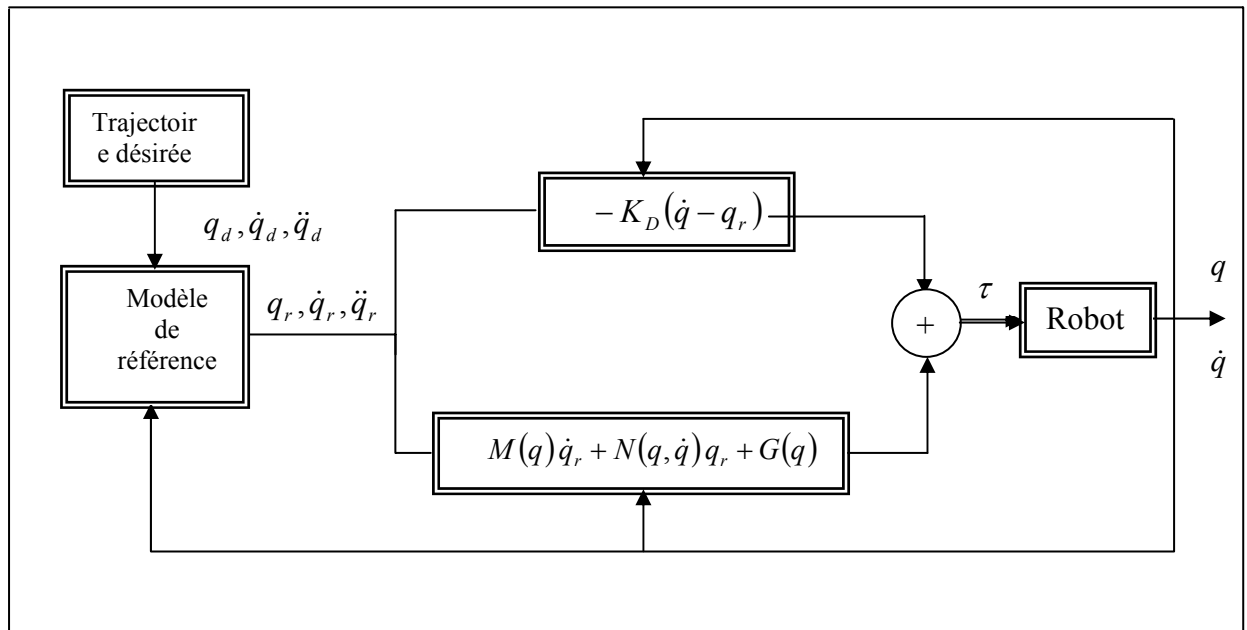 Trajectoir
e désirée
q_d, q̇_d, q̈_d
Modèle
de
référence
q_r, q̇_r, q̈_r
− K_D(q̇ − q_r)
M(q) q̇_r + N(q, q̇) q_r + G(q)
+
τ
Robot
q
q̇